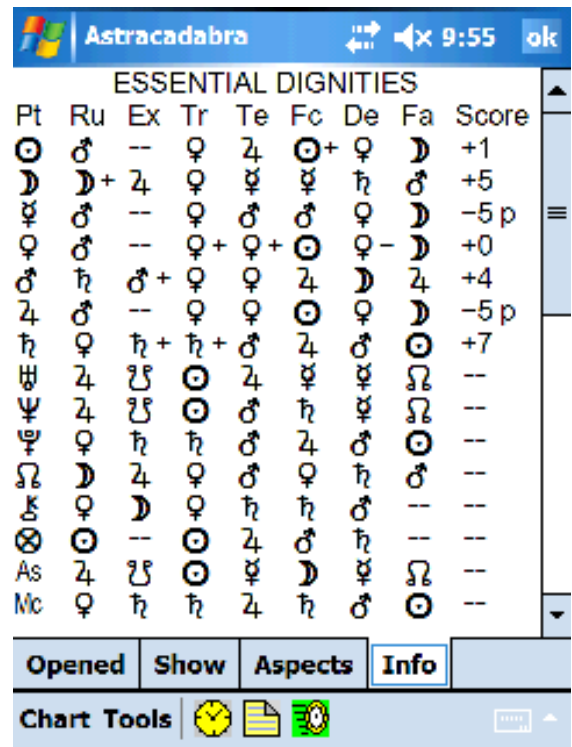 Astracadabra 9:55 ok
ESSENTIAL DIGNITIES
Pt Ru Ex Tr Te Fc De Fa Score
☉ ♂ -- ♀ ♃ ☉+ ♀ ☽ +1
☽ ☽+ ♃ ♀ ☿ ☿ ♄ ♂ +5
☿ ♂ -- ♀ ♂ ♂ ♀ ☽ −5 p
♀ ♂ -- ♀+ ♀+ ☉ ♀− ☽ +0
♂ ♄ ♂+ ♀ ♀ ♃ ☽ ♃ +4
♃ ♂ -- ♀ ♀ ☉ ♀ ☽ −5 p
♄ ♀ ♄+ ♄+ ♂ ♃ ♂ ☉ +7
♅ ♃ ☋ ☉ ♃ ☿ ☿ ☊ --
♆ ♃ ☋ ☉ ♂ ♄ ☿ ☊ --
⯓ ♀ ♄ ♄ ♂ ♃ ♂ ☉ --
☊ ☽ ♃ ♀ ♂ ♀ ♄ ♂ --
⚷ ♀ ☽ ♀ ♄ ♄ ♂ -- --
⊗ ☉ -- ☉ ♃ ♂ ♄ -- --
As ♃ ☋ ☉ ☿ ☽ ☿ ☊ --
Mc ♀ ♄ ♄ ♃ ♄ ♂ ☉ --
Opened Show Aspects Info
Chart Tools